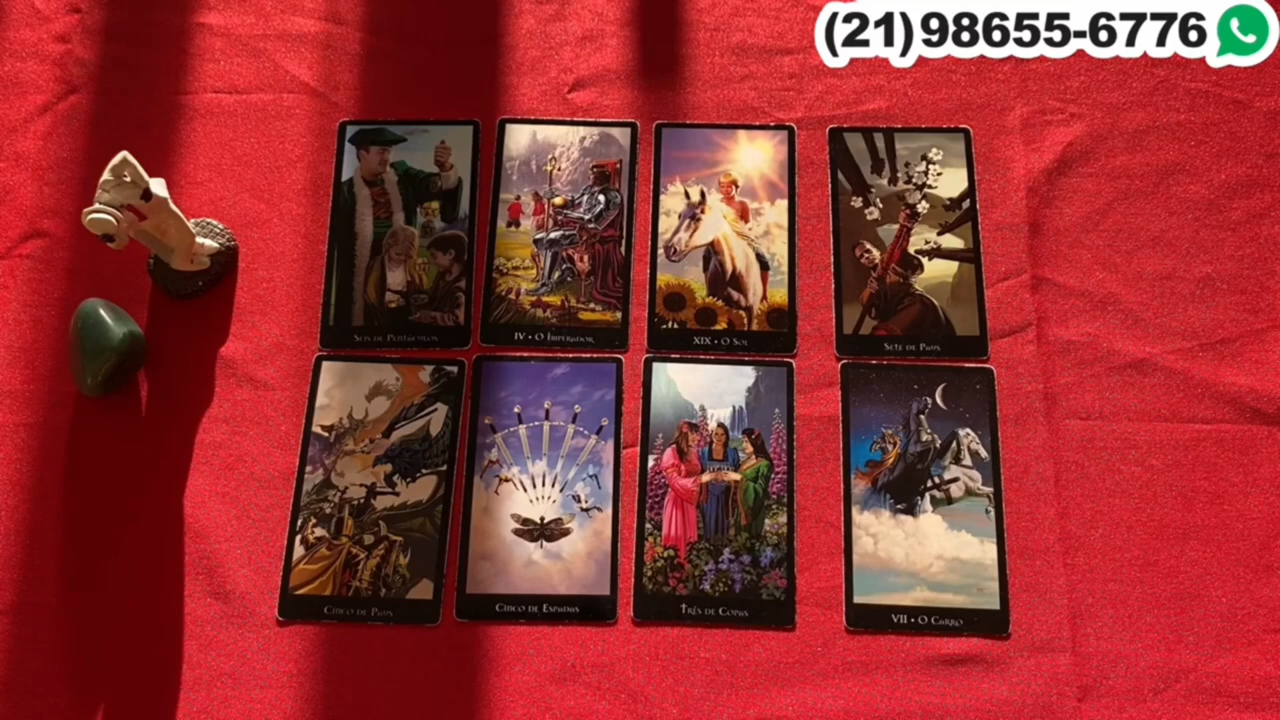 (21)98655-6776
SEIS DE PENTÁCULOS
IV • O IMPERADOR
XIX • O SOL
SETE DE PAUS
CINCO DE PAUS
CINCO DE ESPADAS
TRÊS DE COPAS
VII • O CARRO